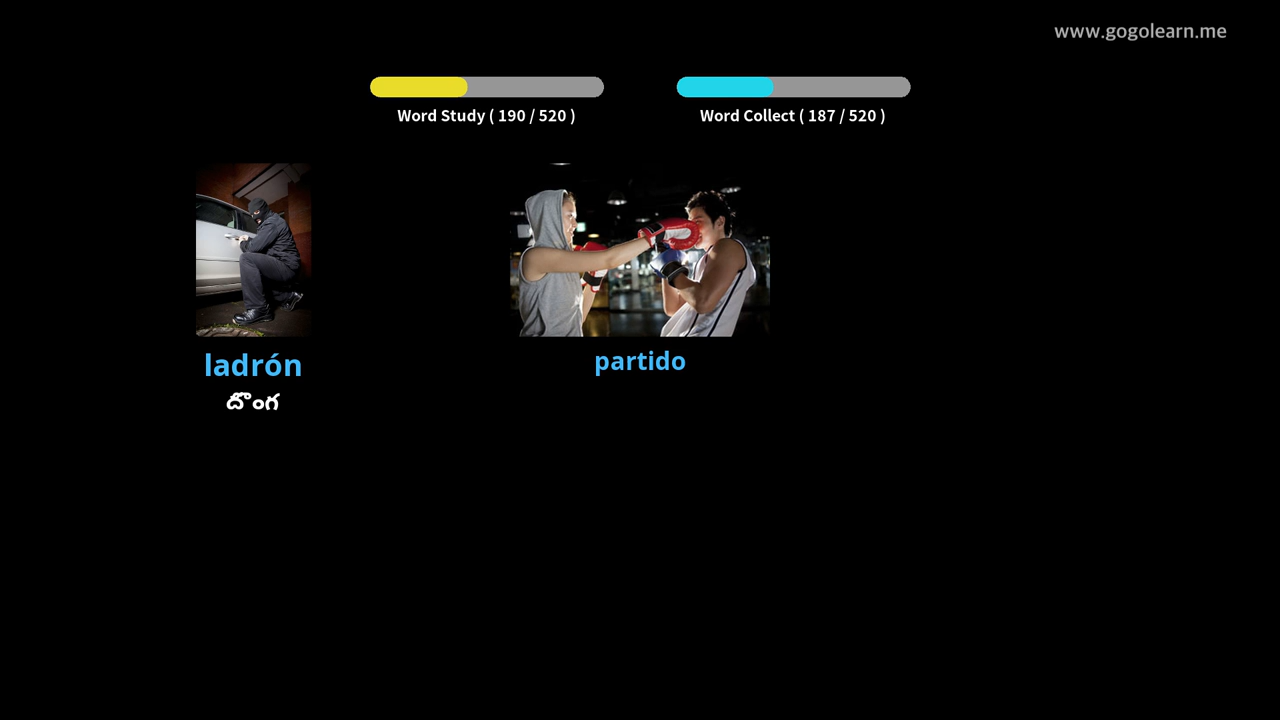 www.gogolearn.me
Word Study ( 190 / 520 )
Word Collect ( 187 / 520 )
ladrón
దొంగ
partido